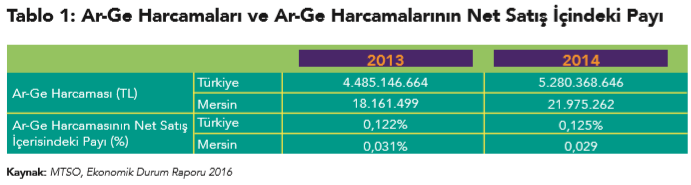 Tablo 1: Ar-Ge Harcamaları ve Ar-Ge Harcamalarının Net Satış İçindeki Payı
2013 2014
Ar-Ge Harcaması (TL) Türkiye 4.485.146.664 5.280.368.646
Mersin 18.161.499 21.975.262
Ar-Ge Harcamasının Net Satış İçerisindeki Payı (%) Türkiye 0,122% 0,125%
Mersin 0,031% 0,029
Kaynak: MTSO, Ekonomik Durum Raporu 2016